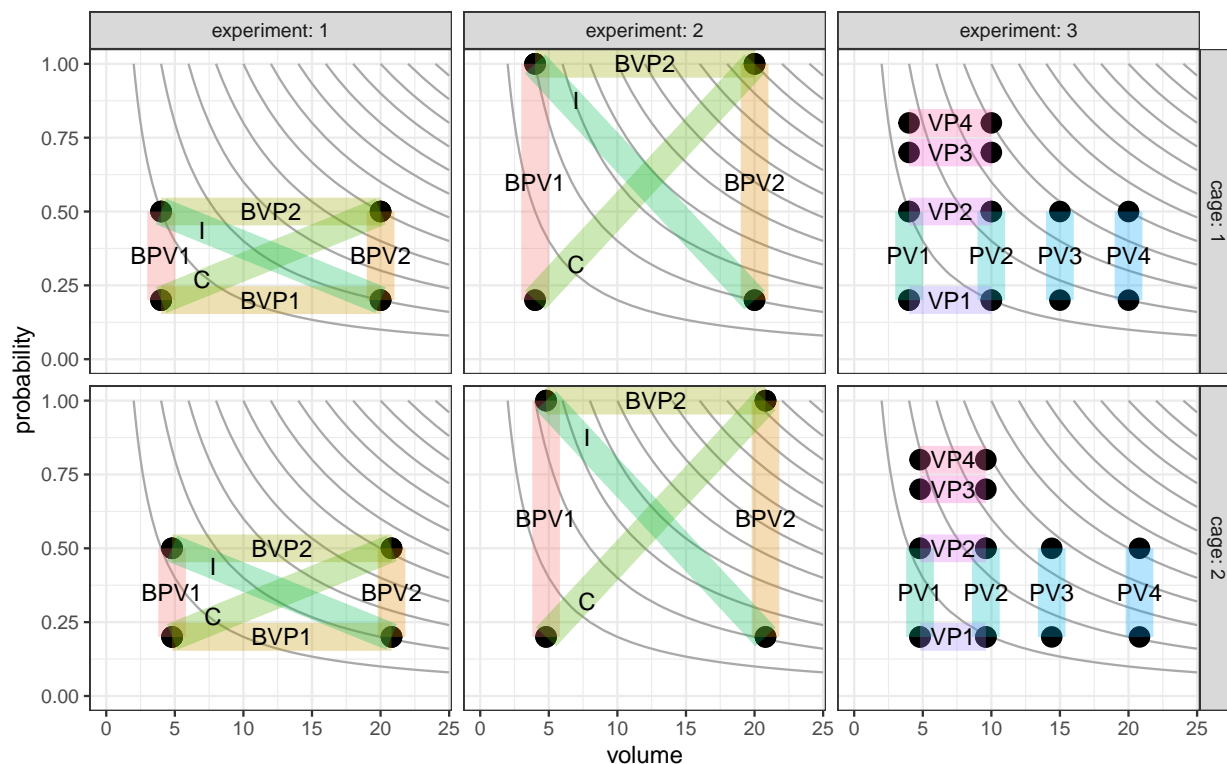 experiment: 1
experiment: 2
experiment: 3
cage: 1
cage: 2
probability
volume
1.00
0.75
0.50
0.25
0.00
BVP2
I
BPV1
BPV2
C
BVP1
BVP2
I
BPV1
BPV2
C
VP4
VP3
VP2
PV1
PV2
PV3
PV4
VP1
1.00
0.75
0.50
0.25
0.00
BVP2
I
BPV1
BPV2
C
BVP1
BVP2
I
BPV1
BPV2
C
VP4
VP3
VP2
PV1
PV2
PV3
PV4
VP1
0 5 10 15 20 25
0 5 10 15 20 25
0 5 10 15 20 25